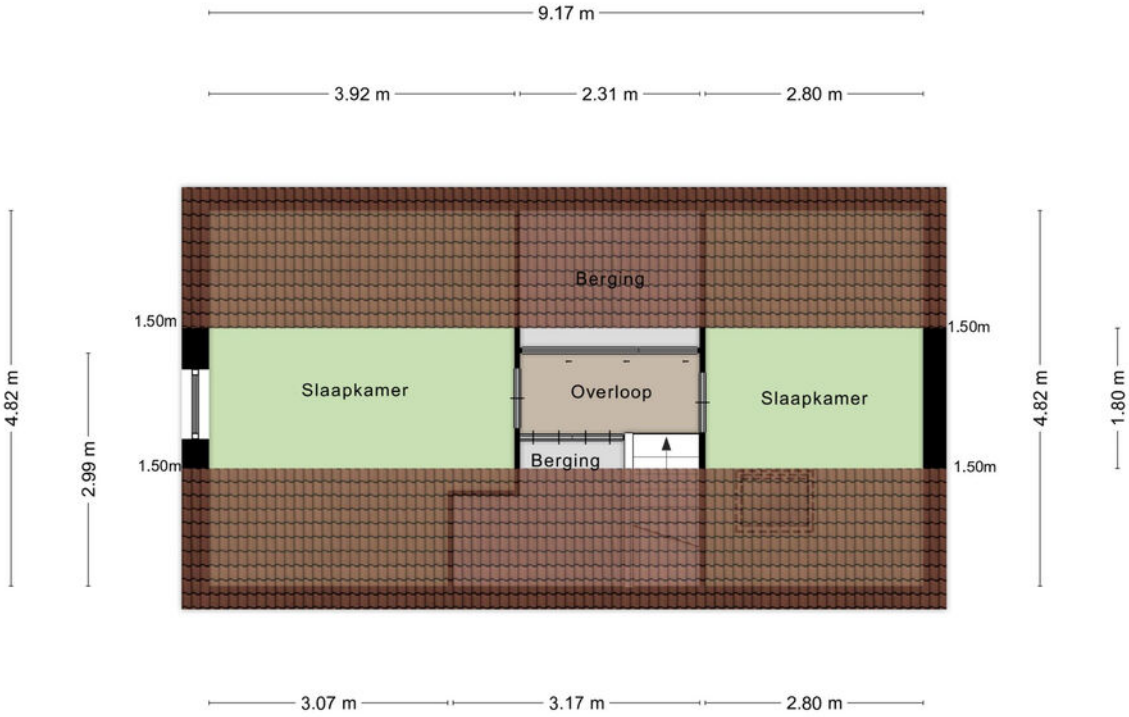 9.17 m
3.92 m
2.31 m
2.80 m
Berging
1.50m
1.50m
Slaapkamer
Overloop
Slaapkamer
4.82 m
2.99 m
4.82 m
1.80 m
Berging
1.50m
1.50m
3.07 m
3.17 m
2.80 m